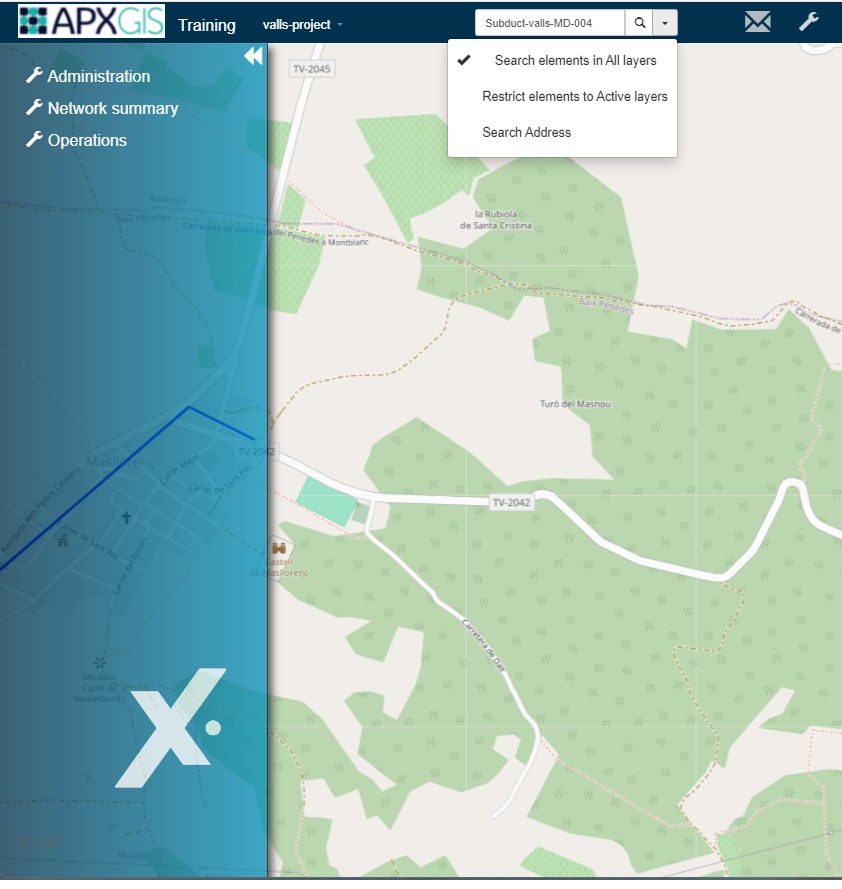 APXGIS
Training
valls-project
Subduct-valls-MD-004
Search elements in All layers
Restrict elements to Active layers
Search Address
Administration
Network summary
Operations
TV-2045
la Rubiola
de Santa Cristina
Bedonya
Baix Penedès
Carrerada de Vilafranca del Penedès a Montblanc
Baix Penedès
Carrerada de
Turó del Masnou
TV 2042
Masllorenç
Carrer Major
Carrer de Sant Pau
TV-2042
Avinguda dels Països Catalans
Carrer de Sant Roc
Carrer del Roser
Castell
de Masllorenç
Carretera de Dalt
Mirador
Camí de
Masarbonès
X